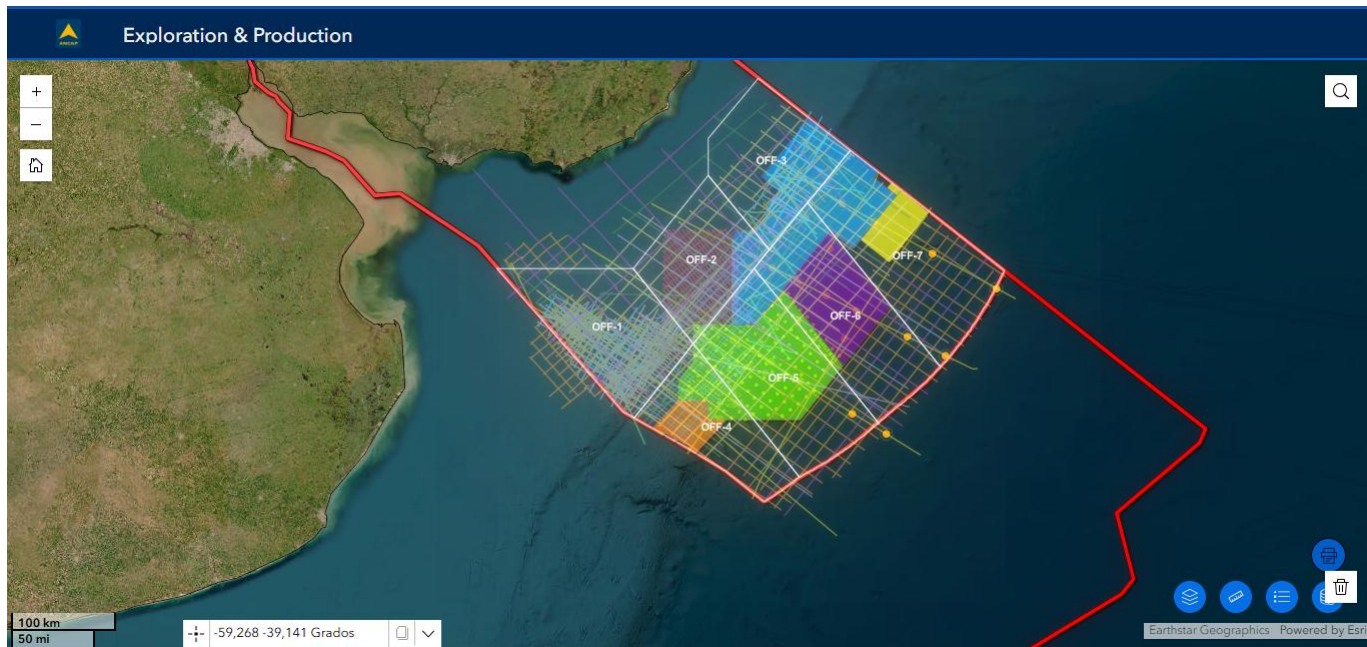 ANCAP
Exploration & Production
+
−
OFF-3
OFF-2
OFF-7
OFF-1
OFF-6
OFF-5
OFF-4
100 km
50 mi
-59,268 -39,141 Grados
Earthstar Geographics Powered by Esri